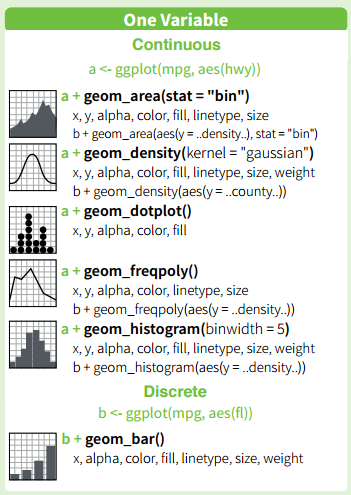 One Variable
Continuous
a <- ggplot(mpg, aes(hwy))
a + geom_area(stat = "bin")
x, y, alpha, color, fill, linetype, size
b + geom_area(aes(y = ..density..), stat = "bin")
a + geom_density(kernel = "gaussian")
x, y, alpha, color, fill, linetype, size, weight
b + geom_density(aes(y = ..county..))
a + geom_dotplot()
x, y, alpha, color, fill
a + geom_freqpoly()
x, y, alpha, color, linetype, size
b + geom_freqpoly(aes(y = ..density..))
a + geom_histogram(binwidth = 5)
x, y, alpha, color, fill, linetype, size, weight
b + geom_histogram(aes(y = ..density..))
Discrete
b <- ggplot(mpg, aes(fl))
b + geom_bar()
x, alpha, color, fill, linetype, size, weight